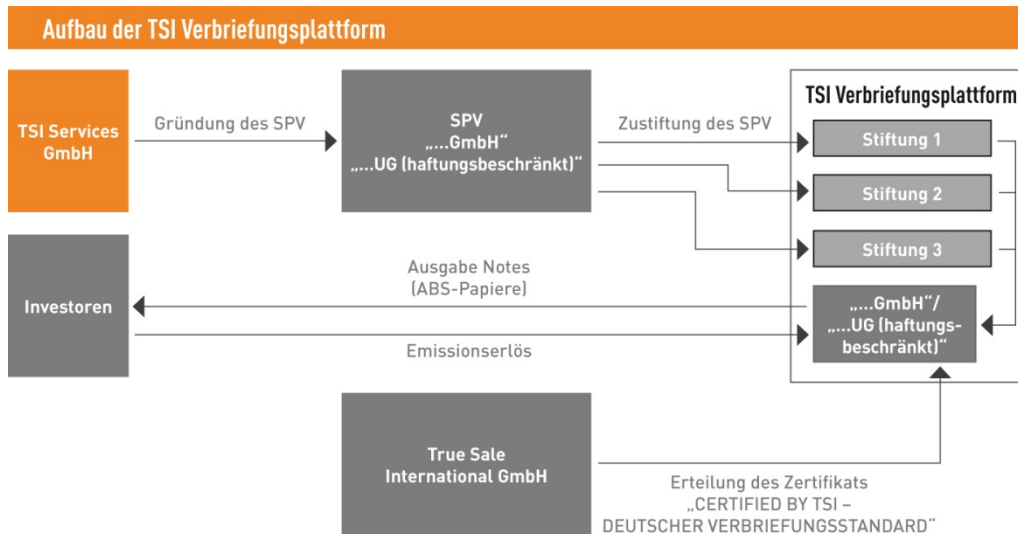 Aufbau der TSI Verbriefungsplattform
TSI Services
GmbH
Gründung des SPV
SPV
„...GmbH“
„...UG (haftungsbeschränkt)“
Zustiftung des SPV
TSI Verbriefungsplattform
Stiftung 1
Stiftung 2
Stiftung 3
„...GmbH“/
„...UG (haftungs-
beschränkt)“
Investoren
Ausgabe Notes
(ABS-Papiere)
Emissionserlös
True Sale
International GmbH
Erteilung des Zertifikats
„CERTIFIED BY TSI –
DEUTSCHER VERBRIEFUNGSSTANDARD“